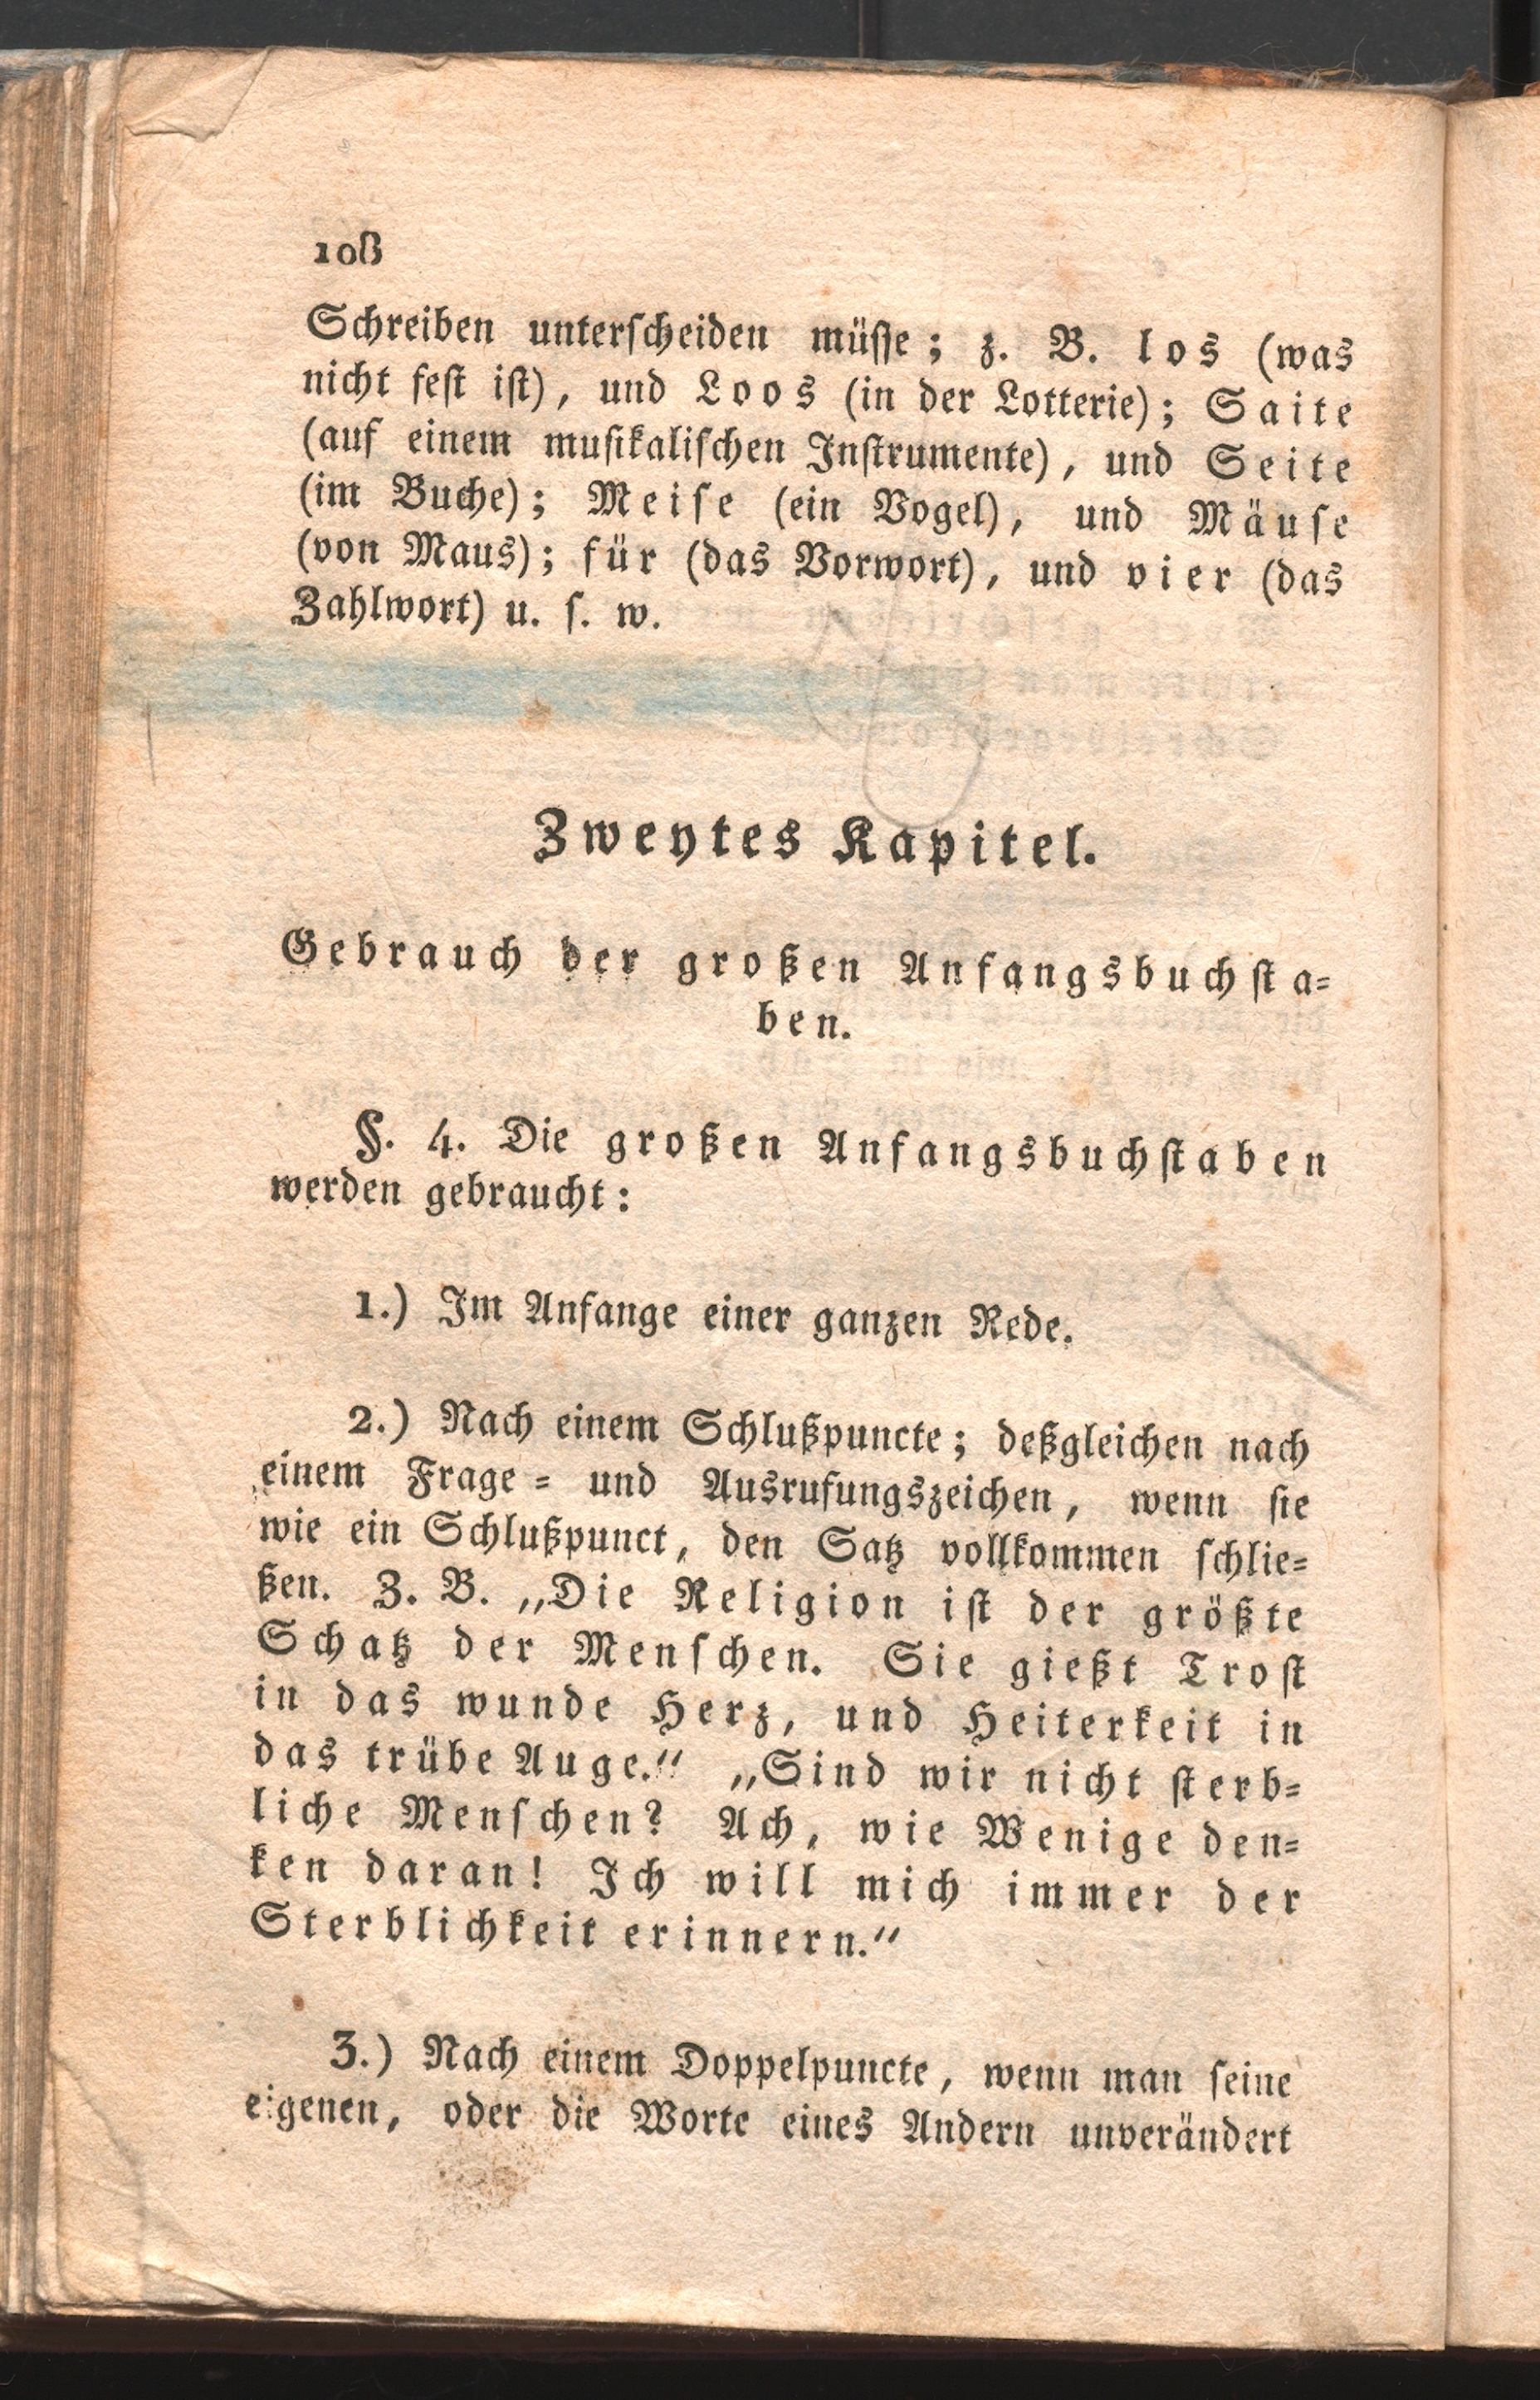 108
Schreiben unterscheiden müsse; z. B. los (was
nicht fest ist), und Loos (in der Lotterie); Saite
(auf einem musikalischen Instrumente), und Seite
(im Buche); Meise (ein Vogel), und Mäuse
(von Maus); für (das Vorwort), und vier (das
Zahlwort) u. s. w.
Zweytes Kapitel.
Gebrauch der großen Anfangsbuchsta-
ben.
§. 4. Die großen Anfangsbuchstaben
werden gebraucht:
1.) Im Anfange einer ganzen Rede.
2.) Nach einem Schlußpuncte; deßgleichen nach
einem Frage- und Ausrufungszeichen, wenn sie
wie ein Schlußpunct, den Satz vollkommen schlie-
ßen. Z. B. „Die Religion ist der größte
Schatz der Menschen. Sie gießt Trost
in das wunde Herz, und Heiterkeit in
das trübe Auge.“ „Sind wir nicht sterb-
liche Menschen? Ach, wie Wenige den-
ken daran! Ich will mich immer der
Sterblichkeit erinnern.“
3.) Nach einem Doppelpuncte, wenn man seine
eigenen, oder die Worte eines Andern unverändert